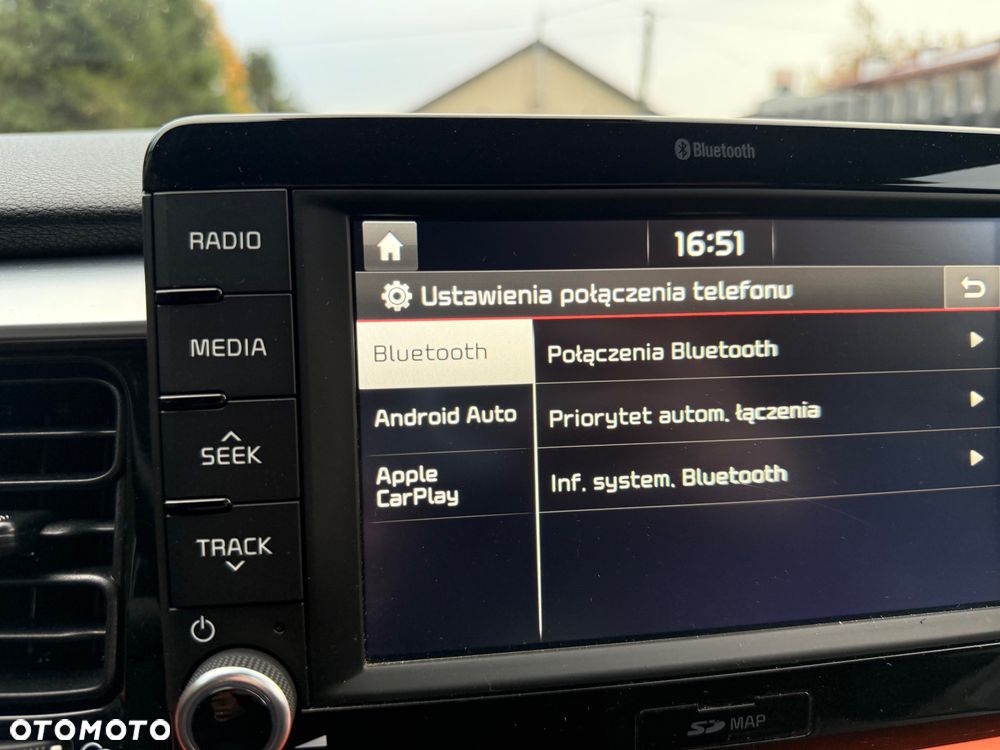 Bluetooth
RADIO
16:51
Ustawienia połączenia telefonu
MEDIA
Bluetooth
Połączenia Bluetooth
Android Auto
Priorytet autom. łączenia
SEEK
Apple
CarPlay
Inf. system. Bluetooth
TRACK
SD MAP
OTOMOTO